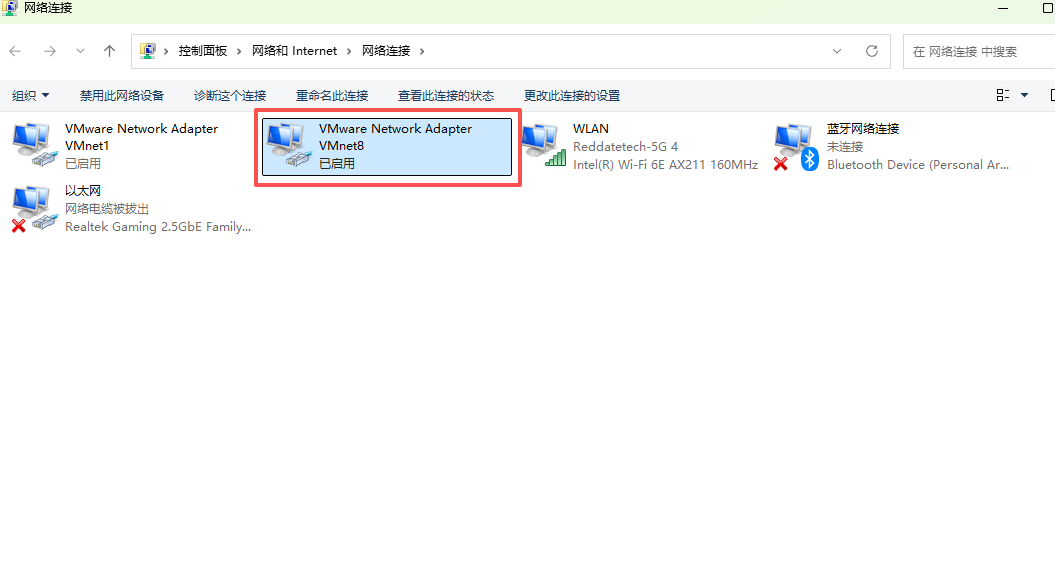 网络连接
控制面板 › 网络和 Internet › 网络连接 ›
在 网络连接 中搜索
组织 禁用此网络设备 诊断这个连接 重命名此连接 查看此连接的状态 更改此连接的设置
VMware Network Adapter
VMnet1
已启用
VMware Network Adapter
VMnet8
已启用
WLAN
Reddatetech-5G 4
Intel(R) Wi-Fi 6E AX211 160MHz
蓝牙网络连接
未连接
Bluetooth Device (Personal Ar...
以太网
网络电缆被拔出
Realtek Gaming 2.5GbE Family...